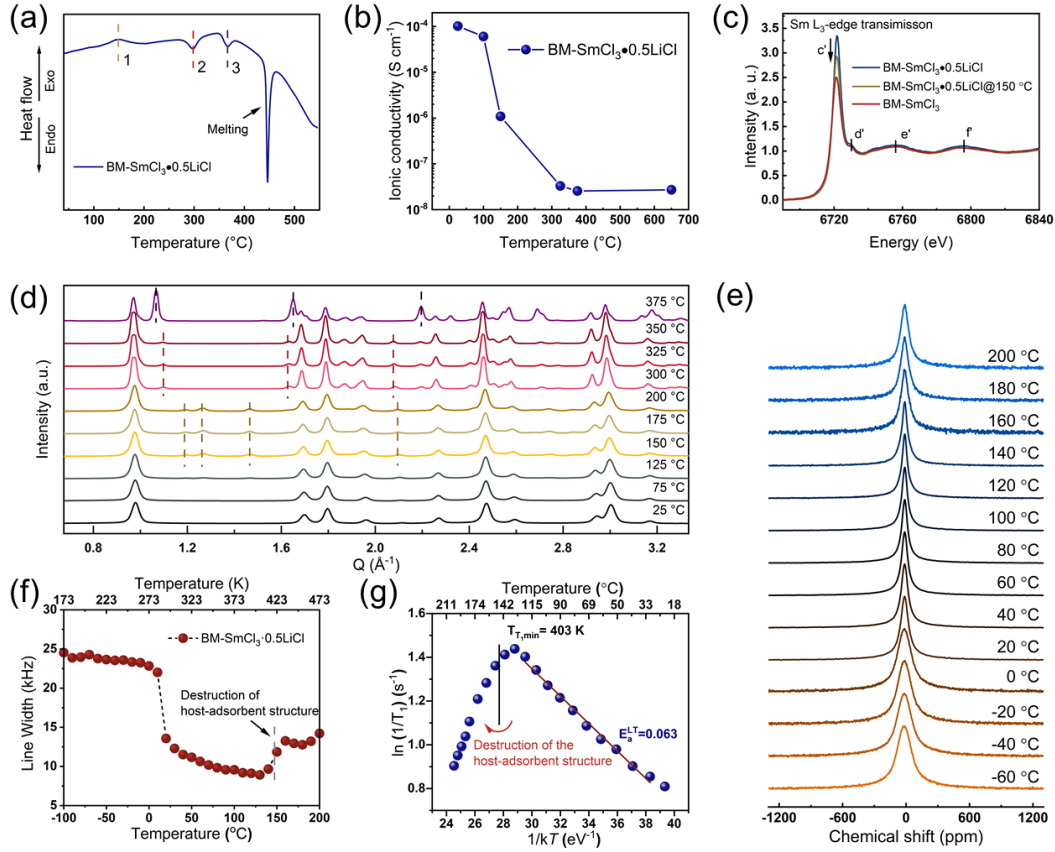 (a)
Heat flow
Exo
Endo
1
2
3
Melting
BM-SmCl₃•0.5LiCl
100 200 300 400 500
Temperature (°C)
(b)
Ionic conductivity (S cm⁻¹)
10⁻⁴
10⁻⁵
10⁻⁶
10⁻⁷
10⁻⁸
BM-SmCl₃•0.5LiCl
0 100 200 300 400 500 600 700
Temperature (°C)
(c)
Sm L₃-edge transimisson
Intensity (a. u.)
3.5
3.0
2.5
2.0
1.5
1.0
0.5
0.0
c'
BM-SmCl₃•0.5LiCl
BM-SmCl₃•0.5LiCl@150 °C
BM-SmCl₃
d' e' f'
6720 6760 6800 6840
Energy (eV)
(d)
Intensity (a.u.)
375 °C
350 °C
325 °C
300 °C
200 °C
175 °C
150 °C
125 °C
75 °C
25 °C
0.8 1.2 1.6 2.0 2.4 2.8 3.2
Q (Å⁻¹)
(e)
200 °C
180 °C
160 °C
140 °C
120 °C
100 °C
80 °C
60 °C
40 °C
20 °C
0 °C
-20 °C
-40 °C
-60 °C
-1200 -600 0 600 1200
Chemical shift (ppm)
(f)
Temperature (K)
173 223 273 323 373 423 473
Line Width (kHz)
30
25
20
15
10
5
BM-SmCl₃·0.5LiCl
Destruction of
host-adsorbent structure
-100 -50 0 50 100 150 200
Temperature (°C)
(g)
Temperature (°C)
211 174 142 115 90 69 50 33 18
T_T₁,min= 403 K
ln (1/T₁) (s⁻¹)
1.6
1.4
1.2
1.0
0.8
Eₐᴸᵀ=0.063
Destruction of the
host-adsorbent structure
24 26 28 30 32 34 36 38 40
1/kT (eV⁻¹)